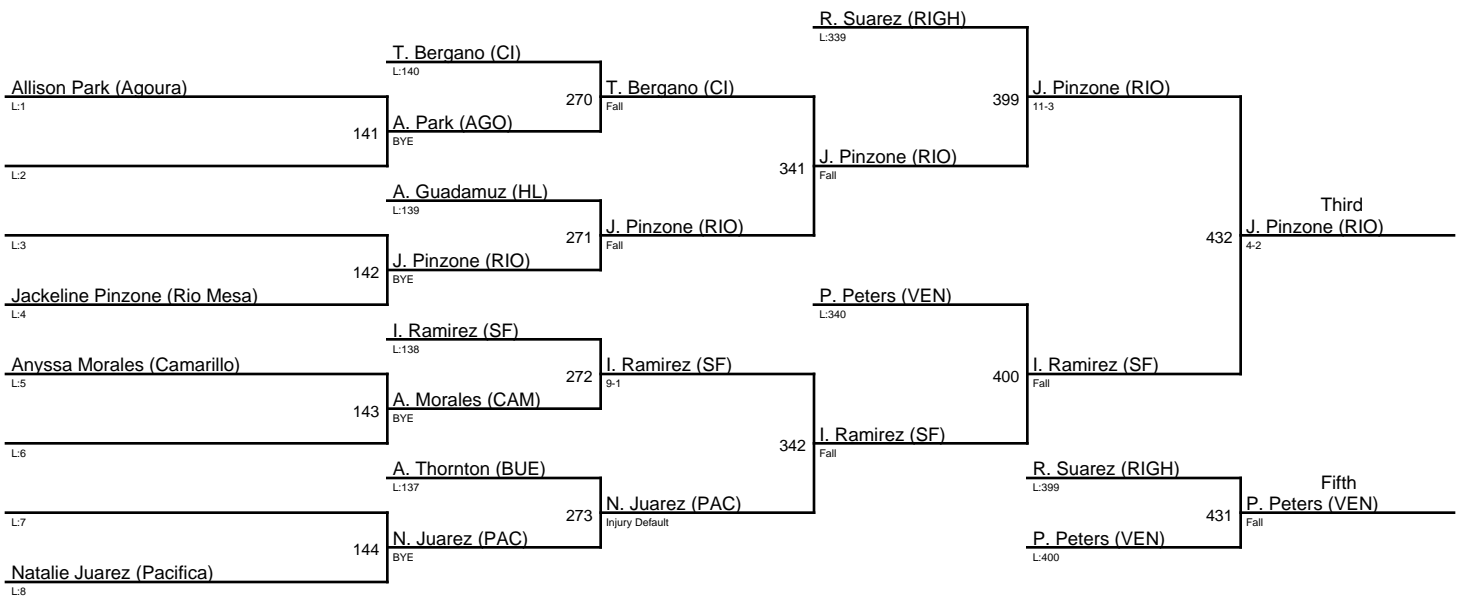 R. Suarez (RIGH)
L:339
T. Bergano (CI)
L:140
Allison Park (Agoura)
L:1
270
T. Bergano (CI)
Fall
399
J. Pinzone (RIO)
11-3
141
A. Park (AGO)
BYE
L:2
341
J. Pinzone (RIO)
Fall
A. Guadamuz (HL)
L:139
Third
L:3
271
J. Pinzone (RIO)
Fall
432
J. Pinzone (RIO)
4-2
142
J. Pinzone (RIO)
BYE
Jackeline Pinzone (Rio Mesa)
L:4
P. Peters (VEN)
L:340
I. Ramirez (SF)
L:138
Anyssa Morales (Camarillo)
L:5
272
I. Ramirez (SF)
9-1
400
I. Ramirez (SF)
Fall
143
A. Morales (CAM)
BYE
L:6
342
I. Ramirez (SF)
Fall
A. Thornton (BUE)
L:137
R. Suarez (RIGH)
L:399
Fifth
L:7
273
N. Juarez (PAC)
Injury Default
431
P. Peters (VEN)
Fall
144
N. Juarez (PAC)
BYE
P. Peters (VEN)
L:400
Natalie Juarez (Pacifica)
L:8